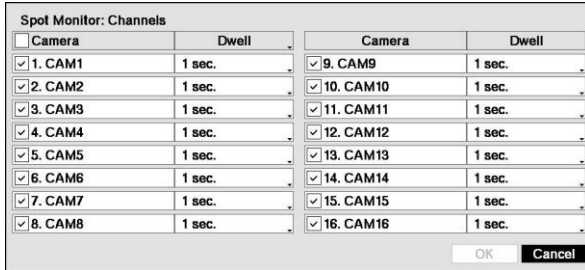 Spot Monitor: Channels
Camera Dwell Camera Dwell
1. CAM1 1 sec. 9. CAM9 1 sec.
2. CAM2 1 sec. 10. CAM10 1 sec.
3. CAM3 1 sec. 11. CAM11 1 sec.
4. CAM4 1 sec. 12. CAM12 1 sec.
5. CAM5 1 sec. 13. CAM13 1 sec.
6. CAM6 1 sec. 14. CAM14 1 sec.
7. CAM7 1 sec. 15. CAM15 1 sec.
8. CAM8 1 sec. 16. CAM16 1 sec.
OK Cancel